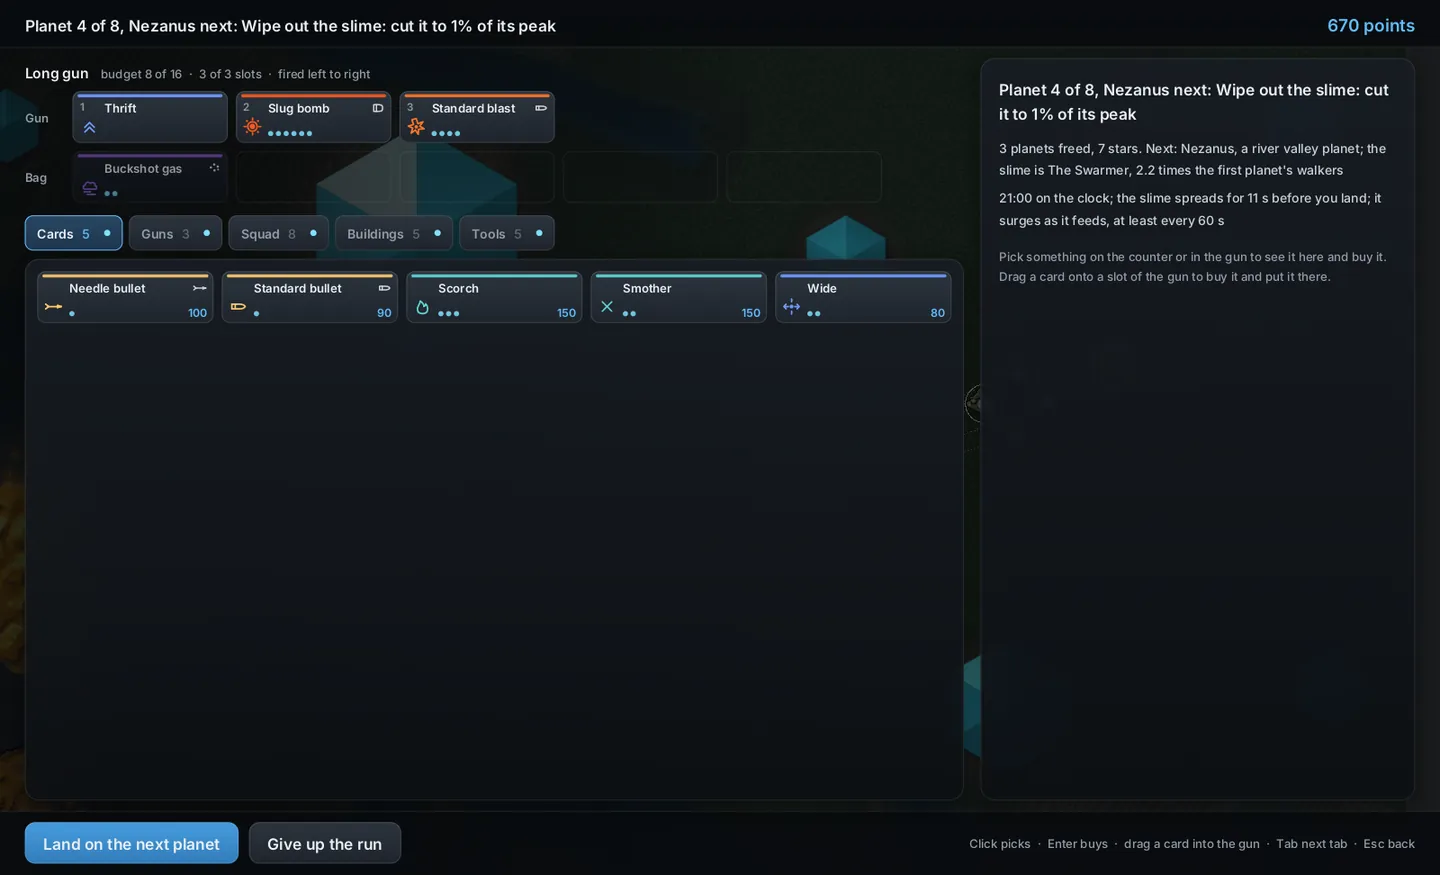 Planet 4 of 8, Nezanus next: Wipe out the slime: cut it to 1% of its peak
670 points
Long gun budget 8 of 16 · 3 of 3 slots · fired left to right
Gun
1 Thrift
2 Slug bomb
3 Standard blast
Bag
Buckshot gas
Cards 5
Guns 3
Squad 8
Buildings 5
Tools 5
Needle bullet
100
Standard bullet
90
Scorch
150
Smother
150
Wide
80
Planet 4 of 8, Nezanus next: Wipe out the slime: cut
it to 1% of its peak
3 planets freed, 7 stars. Next: Nezanus, a river valley planet; the
slime is The Swarmer, 2.2 times the first planet's walkers
21:00 on the clock; the slime spreads for 11 s before you land; it
surges as it feeds, at least every 60 s
Pick something on the counter or in the gun to see it here and buy it.
Drag a card onto a slot of the gun to buy it and put it there.
Land on the next planet
Give up the run
Click picks · Enter buys · drag a card into the gun · Tab next tab · Esc back